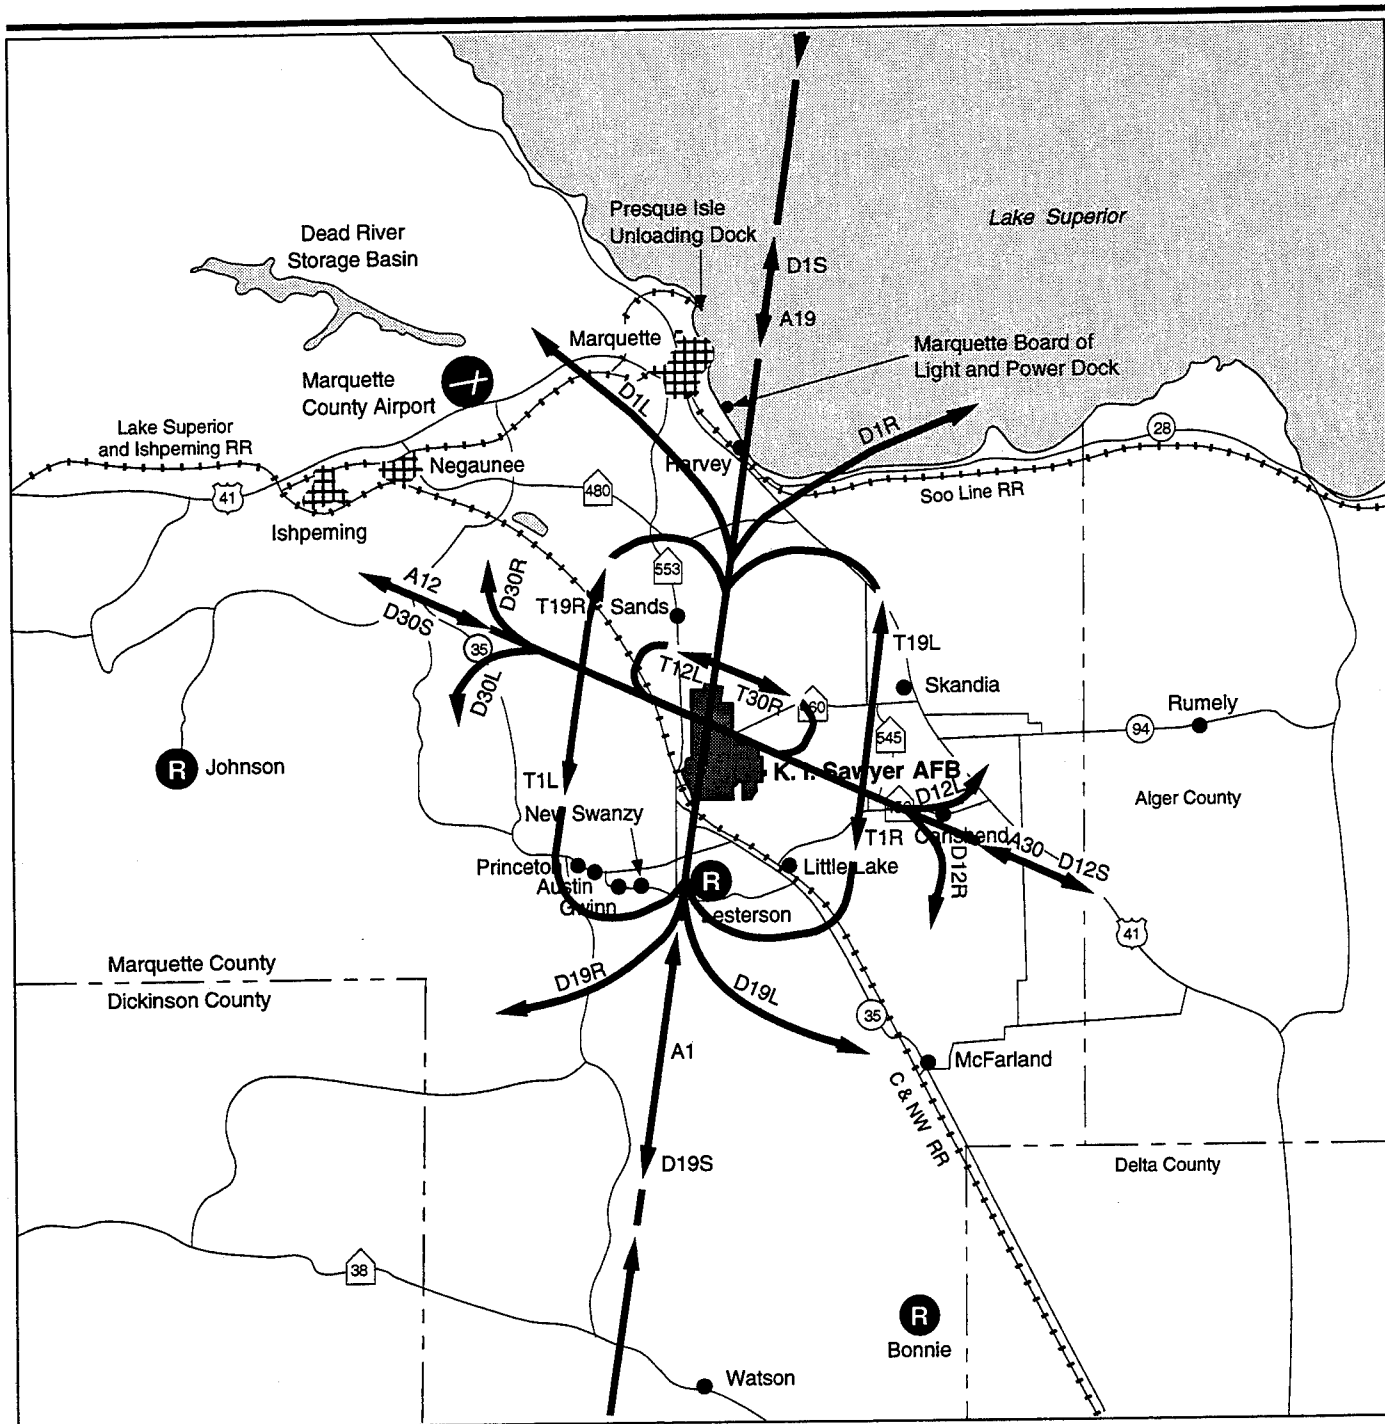 Lake Superior
Presque Isle
Unloading Dock
Dead River
Storage Basin
D1S
A19
Marquette
Marquette Board of
Light and Power Dock
Marquette
County Airport
D1L
D1R
28
Lake Superior
and Ishpeming RR
Negaunee
Harvey
480
Soo Line RR
41
Ishpeming
553
A12
D30S
D30R
T19R
Sands
35
T19L
T12L
T30R
D30L
Skandia
460
Rumely
94
545
R
Johnson
K. I. Sawyer AFB
T1L
D12L
Alger County
New Swanzy
T1R
Carlshend
A30
D12S
D12R
Princeton
Little Lake
Austin
R
Gwinn
Lesterson
41
Marquette County
Dickinson County
D19R
D19L
35
A1
McFarland
C & NW RR
D19S
Delta County
38
R
Bonnie
Watson